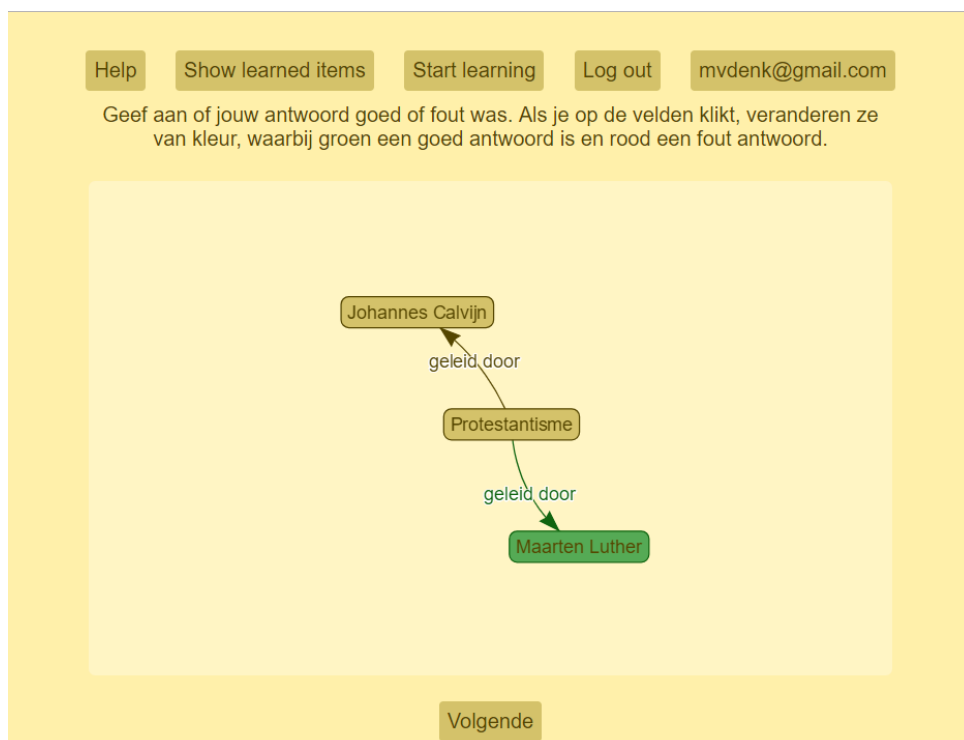 Help Show learned items Start learning Log out mvdenk@gmail.com
Geef aan of jouw antwoord goed of fout was. Als je op de velden klikt, veranderen ze
van kleur, waarbij groen een goed antwoord is en rood een fout antwoord.
Johannes Calvijn
geleid door
Protestantisme
geleid door
Maarten Luther
Volgende